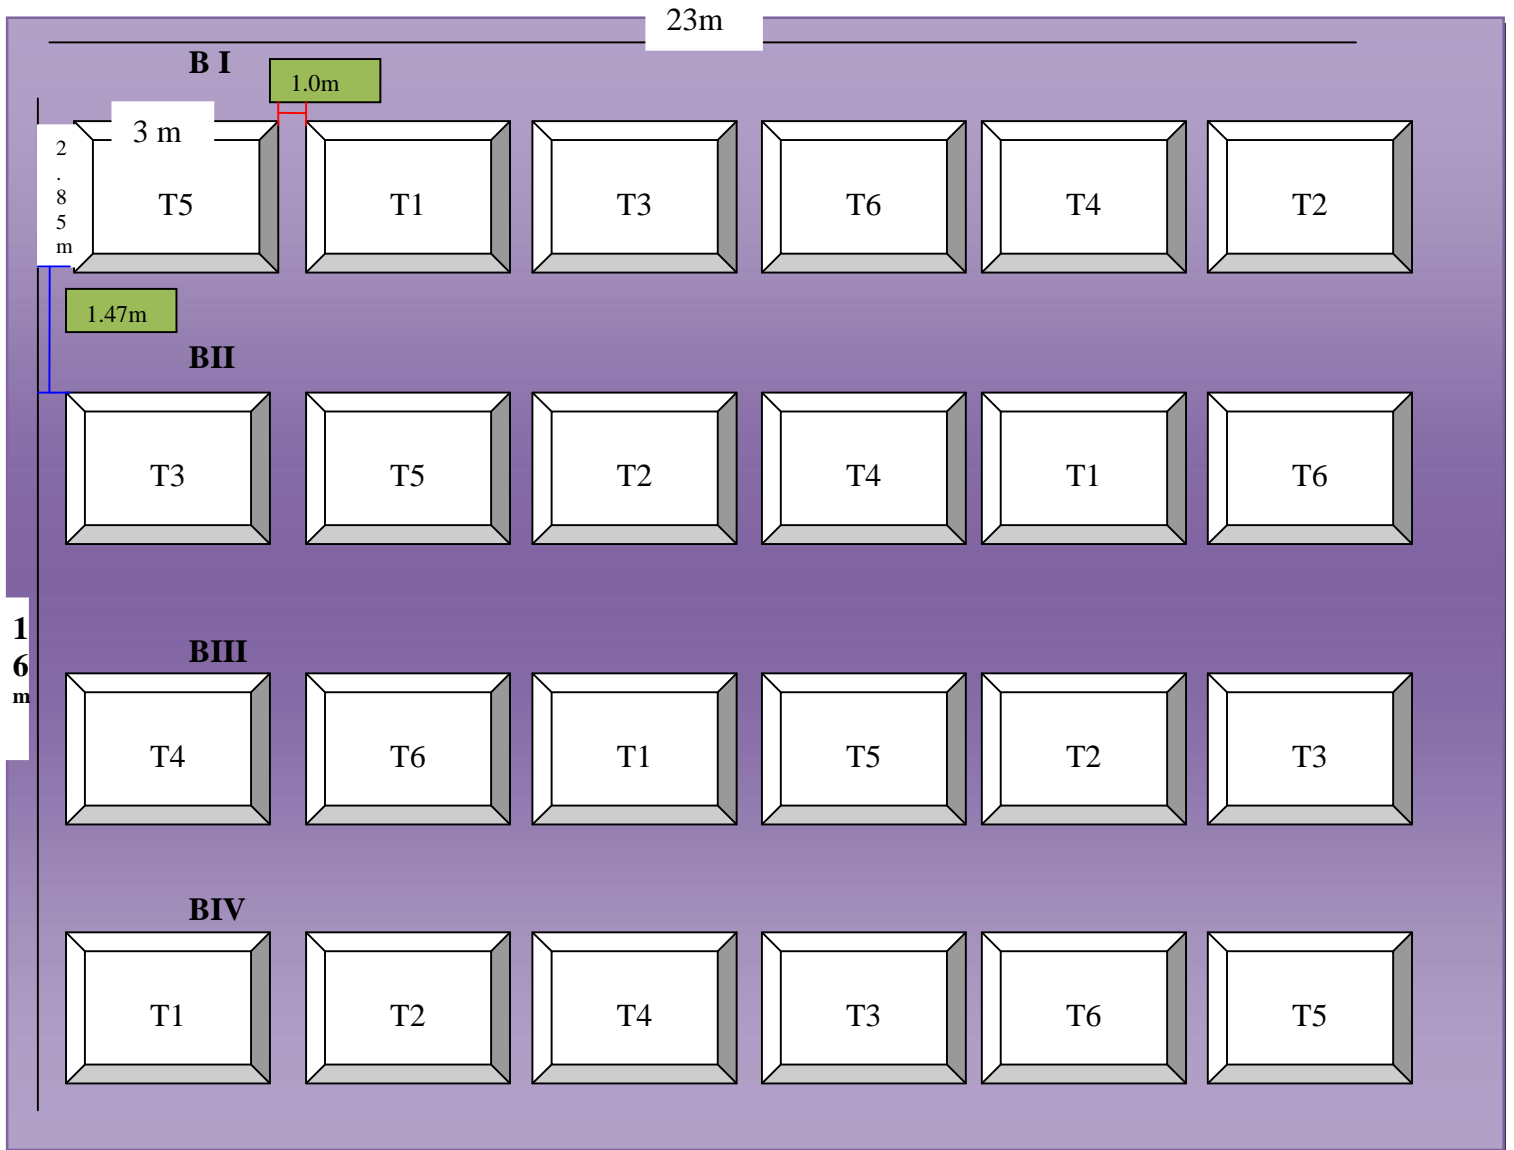 23m
B I
1.0m
3 m
2
.
8
5
m
T5 T1 T3 T6 T4 T2
1.47m
BII
T3 T5 T2 T4 T1 T6
1
6
m
BIII
T4 T6 T1 T5 T2 T3
BIV
T1 T2 T4 T3 T6 T5